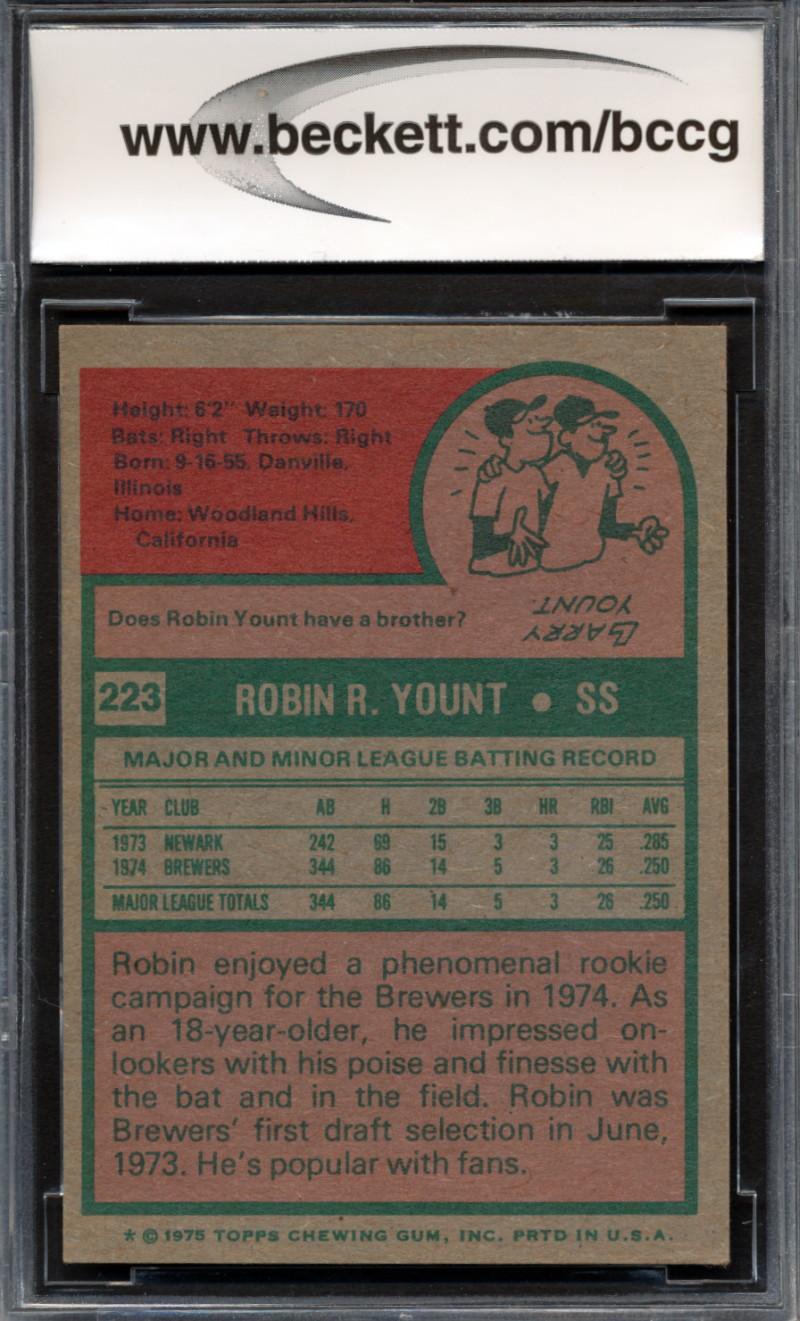 www.beckett.com/bccg
Height: 6'2" Weight: 170
Bats: Right Throws: Right
Born: 9-16-55, Danville,
Illinois
Home: Woodland Hills,
California
Does Robin Yount have a brother?
LARRY
YOUNT.
223 ROBIN R. YOUNT • SS
MAJOR AND MINOR LEAGUE BATTING RECORD
YEAR CLUB AB H 2B 3B HR RBI AVG
1973 NEWARK 242 69 15 3 3 25 .285
1974 BREWERS 344 86 14 5 3 26 .250
MAJOR LEAGUE TOTALS 344 86 14 5 3 26 .250
Robin enjoyed a phenomenal rookie
campaign for the Brewers in 1974. As
an 18-year-older, he impressed on-
lookers with his poise and finesse with
the bat and in the field. Robin was
Brewers' first draft selection in June,
1973. He's popular with fans.
* © 1975 TOPPS CHEWING GUM, INC. PRTD IN U.S.A.